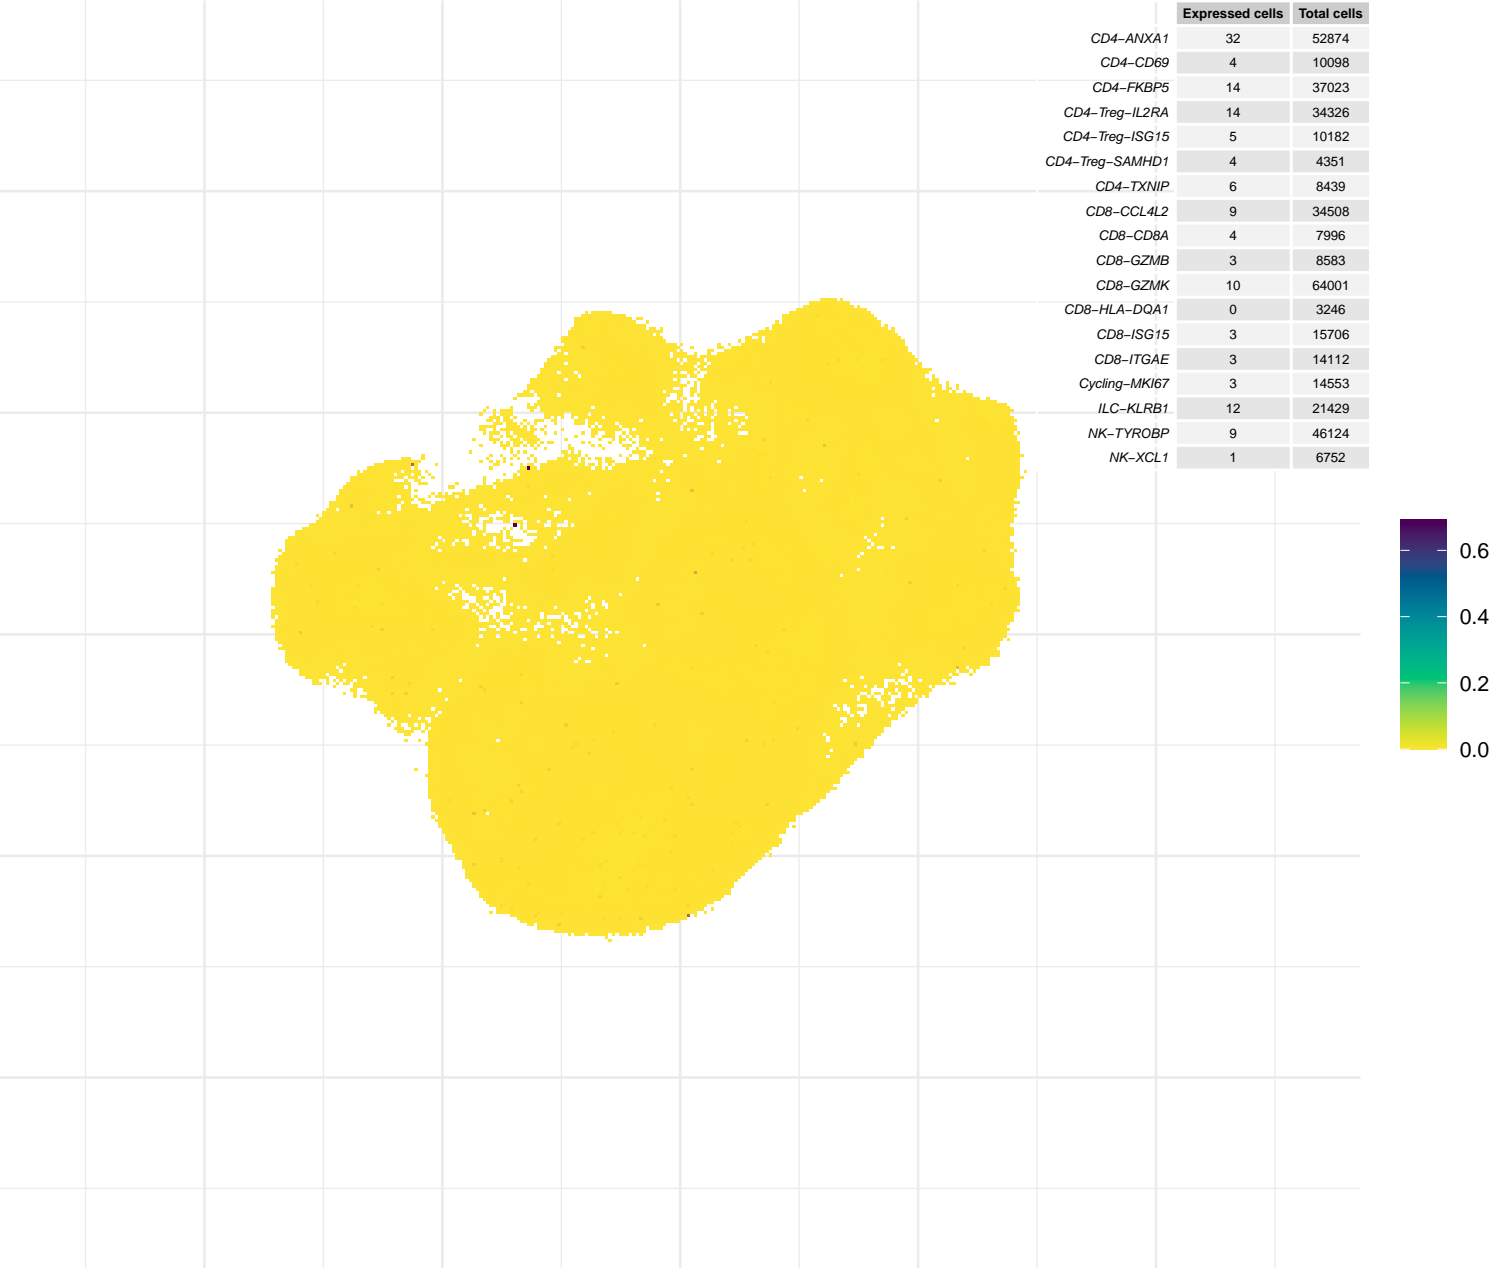 Expressed cells Total cells
CD4−ANXA1 32 52874
CD4−CD69 4 10098
CD4−FKBP5 14 37023
CD4−Treg−IL2RA 14 34326
CD4−Treg−ISG15 5 10182
CD4−Treg−SAMHD1 4 4351
CD4−TXNIP 6 8439
CD8−CCL4L2 9 34508
CD8−CD8A 4 7996
CD8−GZMB 3 8583
CD8−GZMK 10 64001
CD8−HLA−DQA1 0 3246
CD8−ISG15 3 15706
CD8−ITGAE 3 14112
Cycling−MKI67 3 14553
ILC−KLRB1 12 21429
NK−TYROBP 9 46124
NK−XCL1 1 6752
0.6
0.4
0.2
0.0